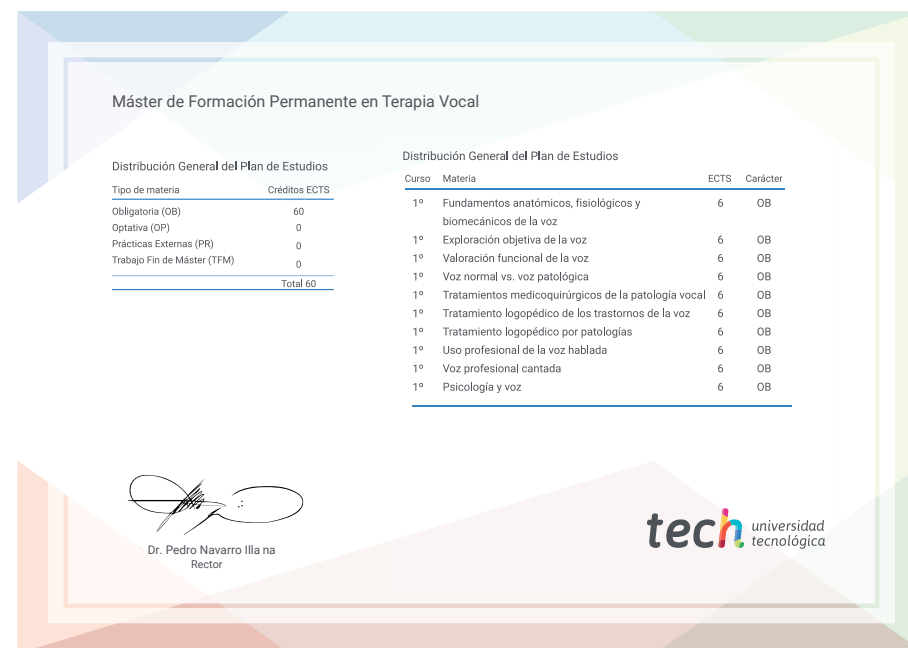 Máster de Formación Permanente en Terapia Vocal
Distribución General del Plan de Estudios
Tipo de materia Créditos ECTS
Obligatoria (OB) 60
Optativa (OP) 0
Prácticas Externas (PR) 0
Trabajo Fin de Máster (TFM) 0
Total 60
Distribución General del Plan de Estudios
Curso Materia ECTS Carácter
1º Fundamentos anatómicos, fisiológicos y 6 OB
biomecánicos de la voz
1º Exploración objetiva de la voz 6 OB
1º Valoración funcional de la voz 6 OB
1º Voz normal vs. voz patológica 6 OB
1º Tratamientos medicoquirúrgicos de la patología vocal 6 OB
1º Tratamiento logopédico de los trastornos de la voz 6 OB
1º Tratamiento logopédico por patologías 6 OB
1º Uso profesional de la voz hablada 6 OB
1º Voz profesional cantada 6 OB
1º Psicología y voz 6 OB
Dr. Pedro Navarro Illa na
Rector
tech universidad
tecnológica